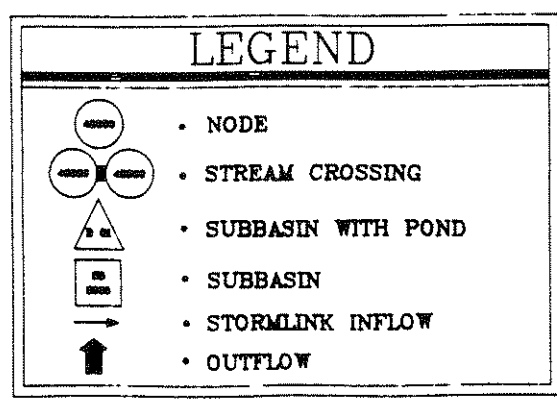 LEGEND
• NODE
• STREAM CROSSING
• SUBBASIN WITH POND
• SUBBASIN
• STORMLINK INFLOW
• OUTFLOW